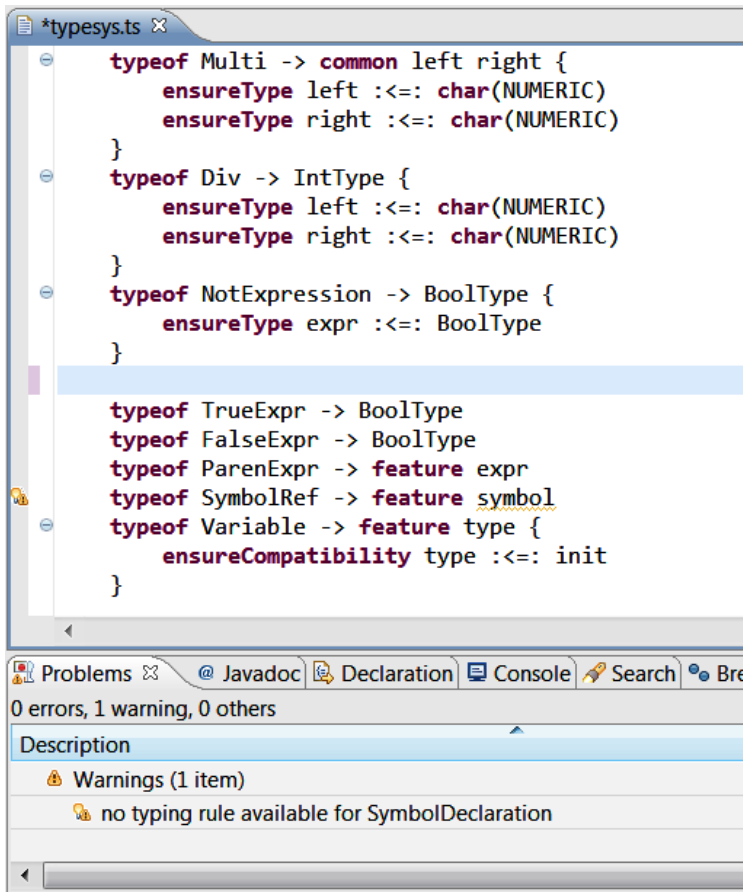 *typesys.ts
typeof Multi -> common left right {
ensureType left :<=: char(NUMERIC)
ensureType right :<=: char(NUMERIC)
}
typeof Div -> IntType {
ensureType left :<=: char(NUMERIC)
ensureType right :<=: char(NUMERIC)
}
typeof NotExpression -> BoolType {
ensureType expr :<=: BoolType
}
typeof TrueExpr -> BoolType
typeof FalseExpr -> BoolType
typeof ParenExpr -> feature expr
typeof SymbolRef -> feature symbol
typeof Variable -> feature type {
ensureCompatibility type :<=: init
}
Problems @ Javadoc Declaration Console Search Bre
0 errors, 1 warning, 0 others
Description
Warnings (1 item)
no typing rule available for SymbolDeclaration